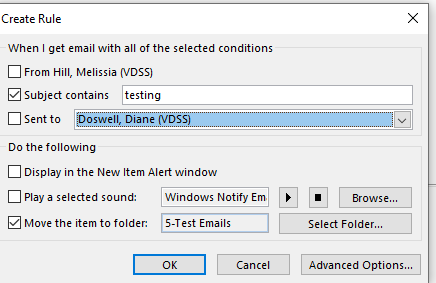 Create Rule
When I get email with all of the selected conditions
From Hill, Melissia (VDSS)
Subject contains testing
Sent to Doswell, Diane (VDSS)
Do the following
Display in the New Item Alert window
Play a selected sound: Windows Notify Em Browse...
Move the item to folder: 5-Test Emails Select Folder...
OK Cancel Advanced Options...